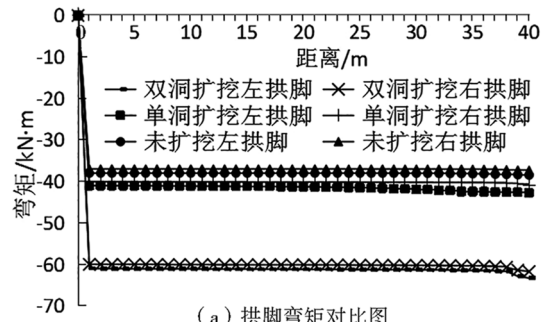 0
0 5 10 15 20 25 30 35 40
距离/m
-10
双洞扩挖左拱脚 双洞扩挖右拱脚
-20
单洞扩挖左拱脚 单洞扩挖右拱脚
未扩挖左拱脚 未扩挖右拱脚
-30
-40
-50
-60
-70
弯矩/kN·m
（a）拱脚弯矩对比图